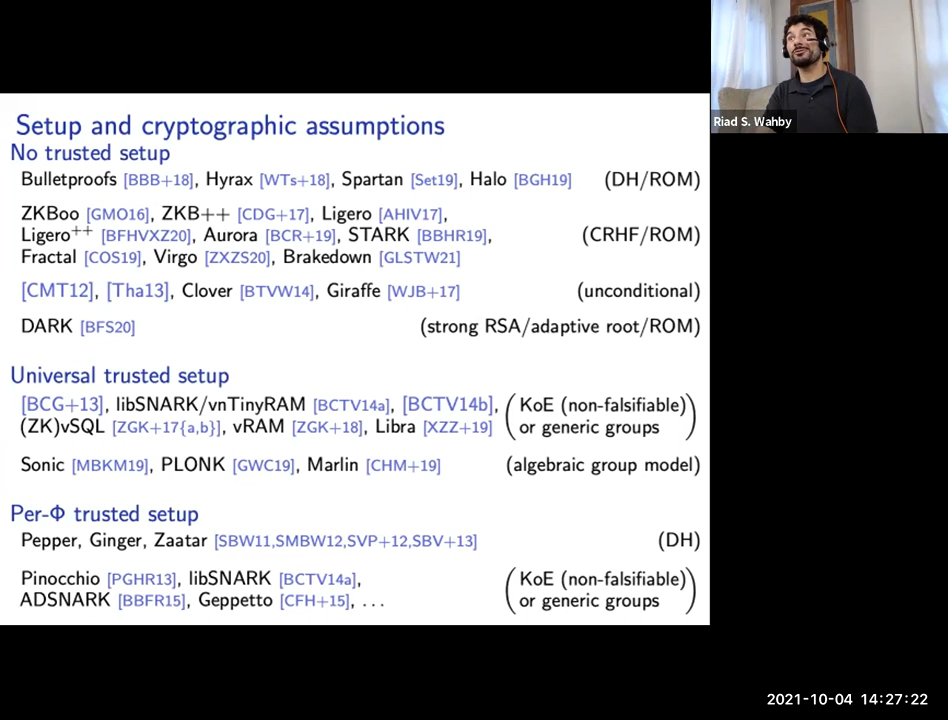 Setup and cryptographic assumptions
No trusted setup
Bulletproofs [BBB+18], Hyrax [WTs+18], Spartan [Set19], Halo [BGH19] (DH/ROM)
ZKBoo [GMO16], ZKB++ [CDG+17], Ligero [AHIV17],
Ligero++ [BFHVXZ20], Aurora [BCR+19], STARK [BBHR19], (CRHF/ROM)
Fractal [COS19], Virgo [ZXZS20], Brakedown [GLSTW21]
[CMT12], [Tha13], Clover [BTVW14], Giraffe [WJB+17] (unconditional)
DARK [BFS20] (strong RSA/adaptive root/ROM)
Universal trusted setup
[BCG+13], libSNARK/vnTinyRAM [BCTV14a], [BCTV14b], (KoE (non-falsifiable)
(ZK)vSQL [ZGK+17{a,b}], vRAM [ZGK+18], Libra [XZZ+19] or generic groups)
Sonic [MBKM19], PLONK [GWC19], Marlin [CHM+19] (algebraic group model)
Per-Φ trusted setup
Pepper, Ginger, Zaatar [SBW11,SMBW12,SVP+12,SBV+13] (DH)
Pinocchio [PGHR13], libSNARK [BCTV14a], (KoE (non-falsifiable)
ADSNARK [BBFR15], Geppetto [CFH+15], ... or generic groups)
Riad S. Wahby
2021-10-04 14:27:22